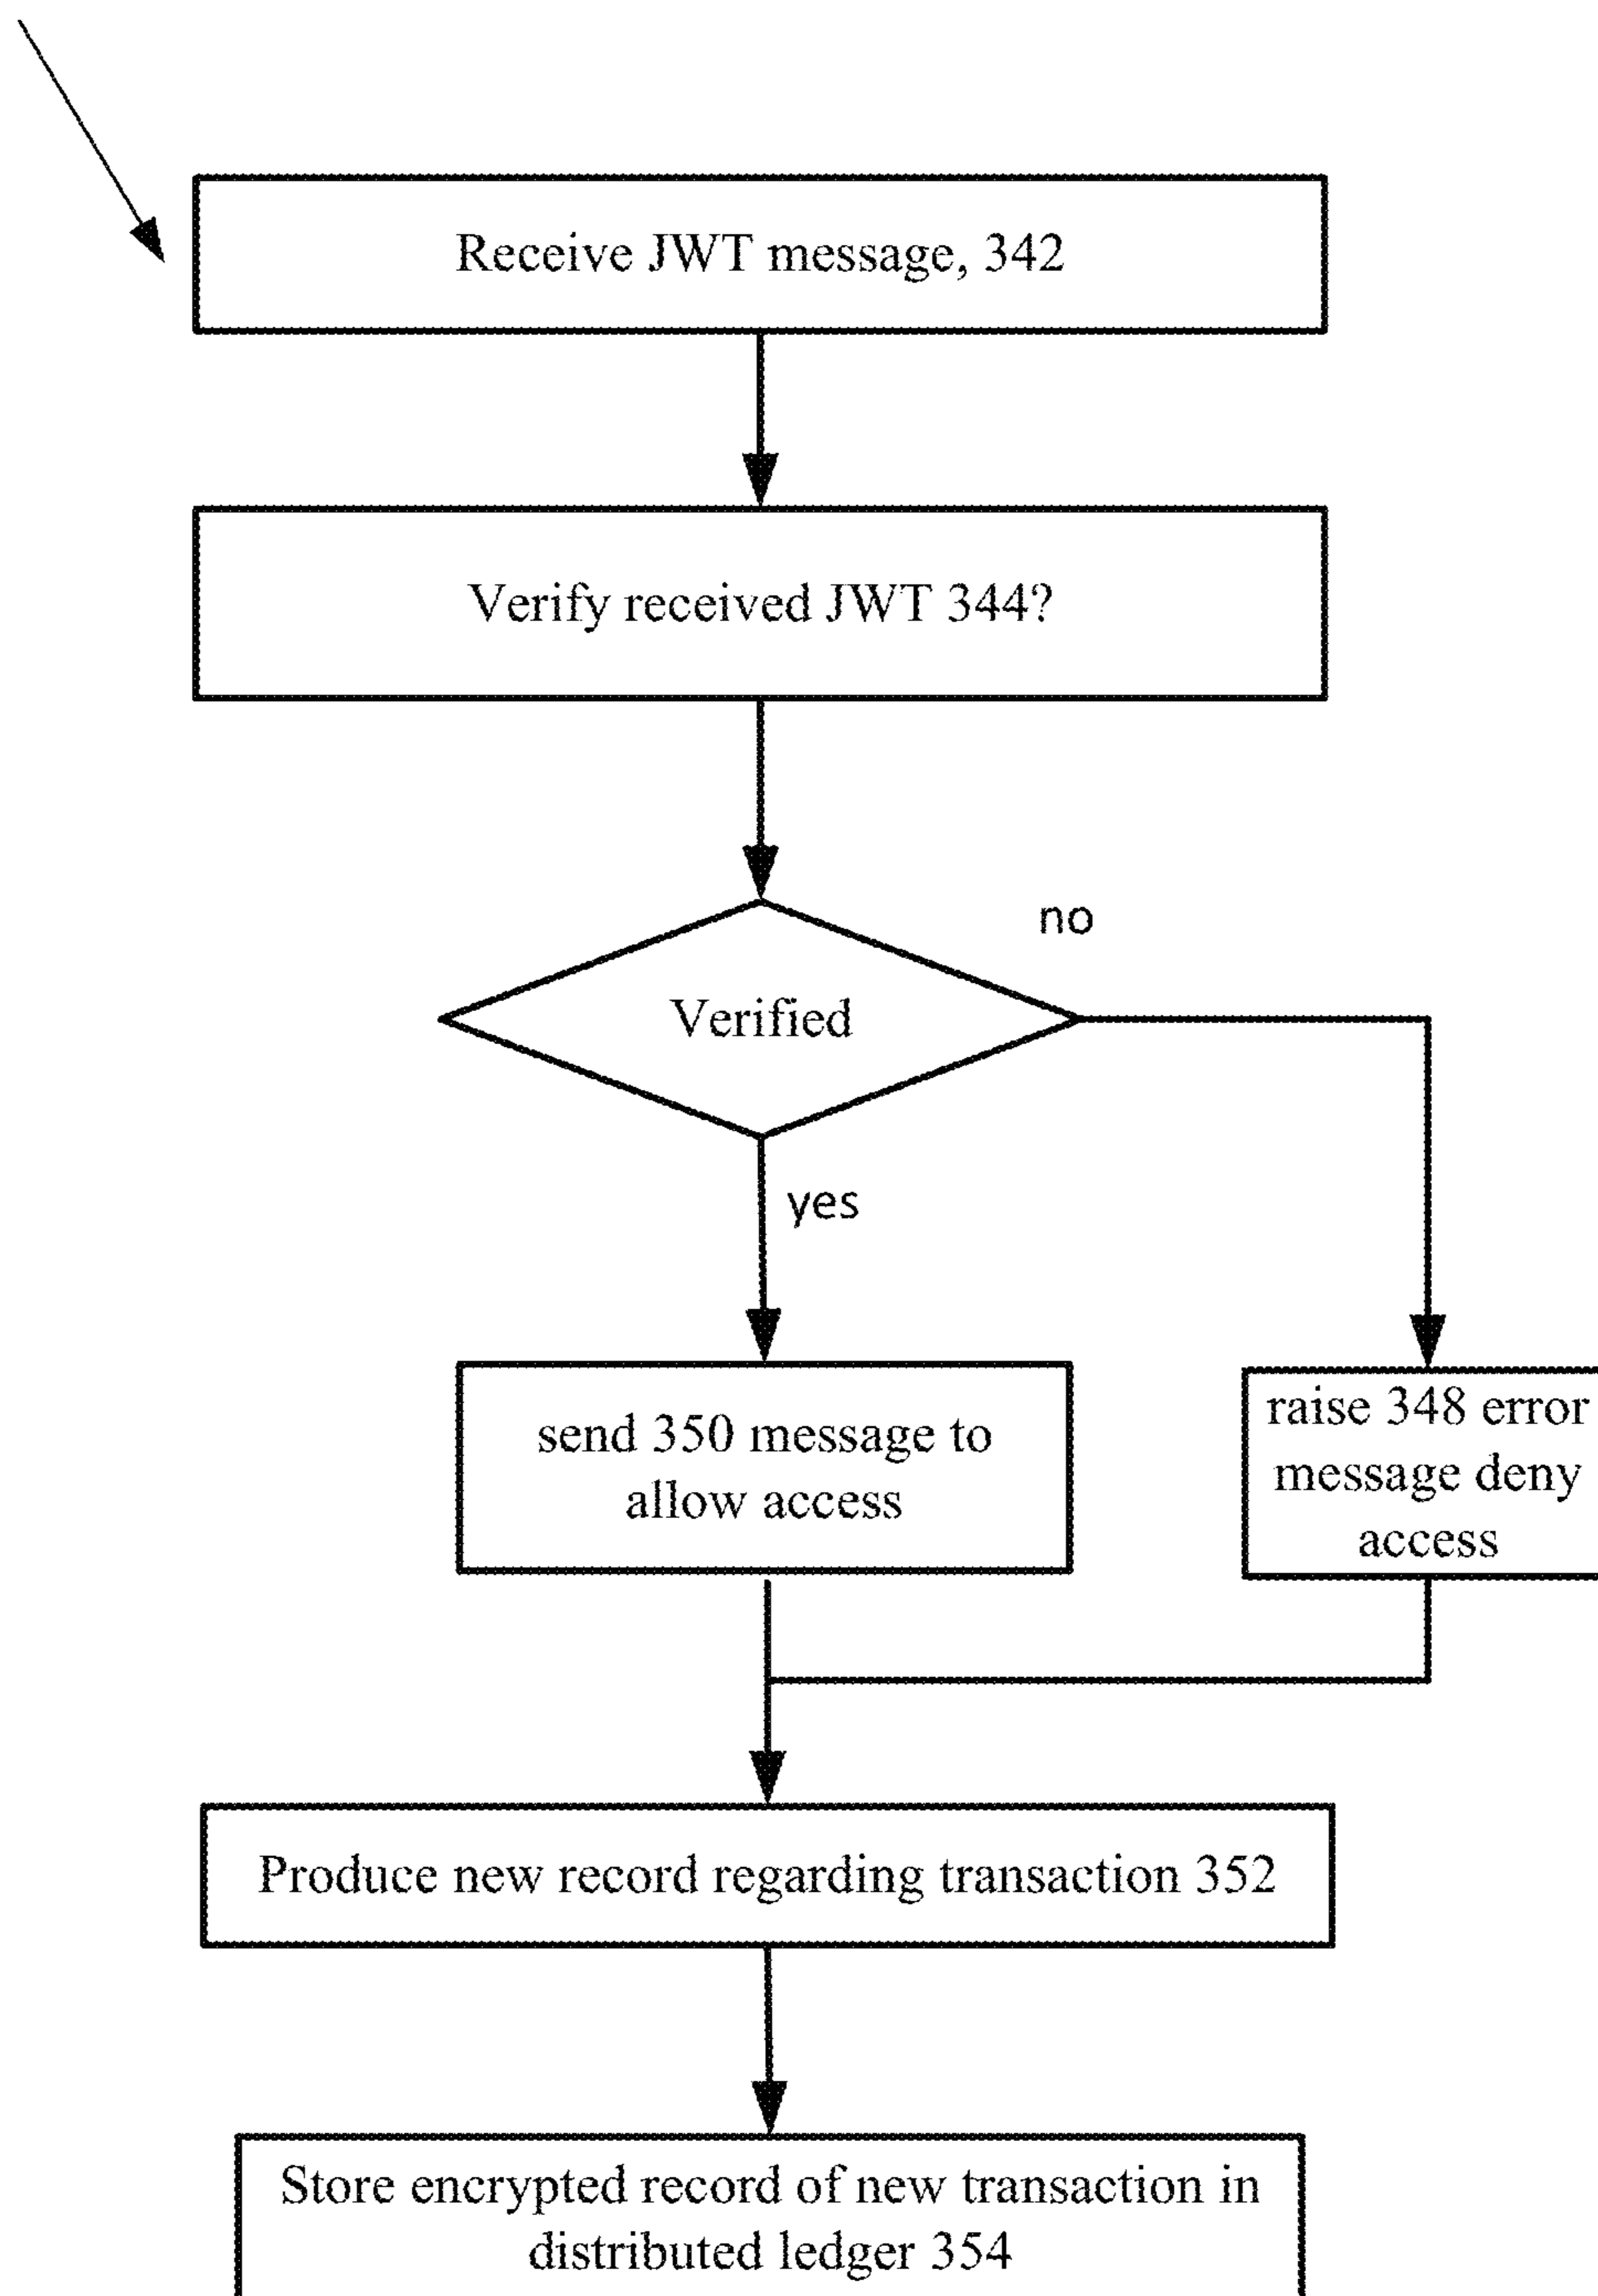 Receive JWT message, 342
Verify received JWT 344?
no
Verified
yes
send 350 message to
allow access
raise 348 error
message deny
access
Produce new record regarding transaction 352
Store encrypted record of new transaction in
distributed ledger 354